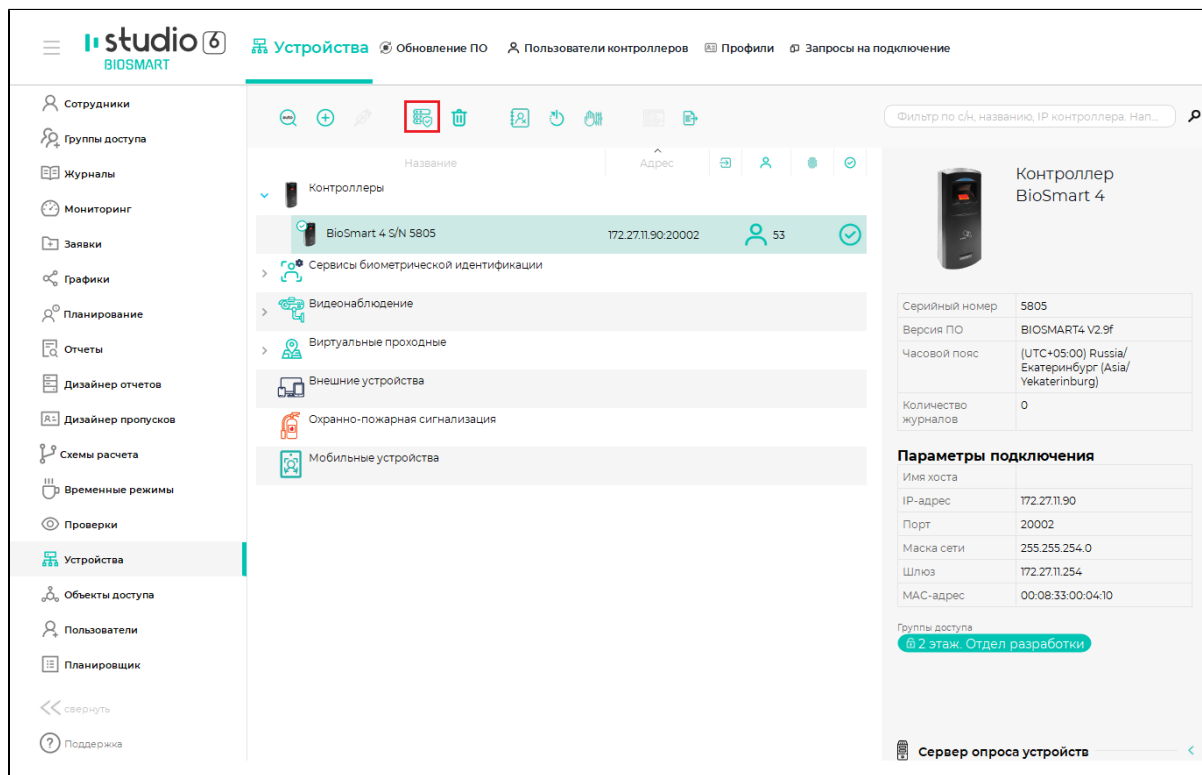 studio 6
BIOSMART
Устройства
Обновление ПО
Пользователи контроллеров
Профили
Запросы на подключение
Сотрудники
Группы доступа
Журналы
Мониторинг
Заявки
Графики
Планирование
Отчеты
Дизайнер отчетов
Дизайнер пропусков
Схемы расчета
Временные режимы
Проверки
Устройства
Объекты доступа
Пользователи
Планировщик
свернуть
Поддержка
auto
Название
Адрес
Контроллеры
BioSmart 4 S/N 5805
172.27.11.90:20002
53
Сервисы биометрической идентификации
Видеонаблюдение
Виртуальные проходные
Внешние устройства
Охранно-пожарная сигнализация
Мобильные устройства
Фильтр по с/н, названию, IP контроллера. Нап...
Контроллер
BioSmart 4
Серийный номер 5805
Версия ПО BIOSMART4 V2.9f
Часовой пояс (UTC+05:00) Russia/
Екатеринбург (Asia/
Yekaterinburg)
Количество 0
журналов
Параметры подключения
Имя хоста
IP-адрес 172.27.11.90
Порт 20002
Маска сети 255.255.254.0
Шлюз 172.27.11.254
MAC-адрес 00:08:33:00:04:10
Группы доступа
2 этаж. Отдел разработки
Сервер опроса устройств